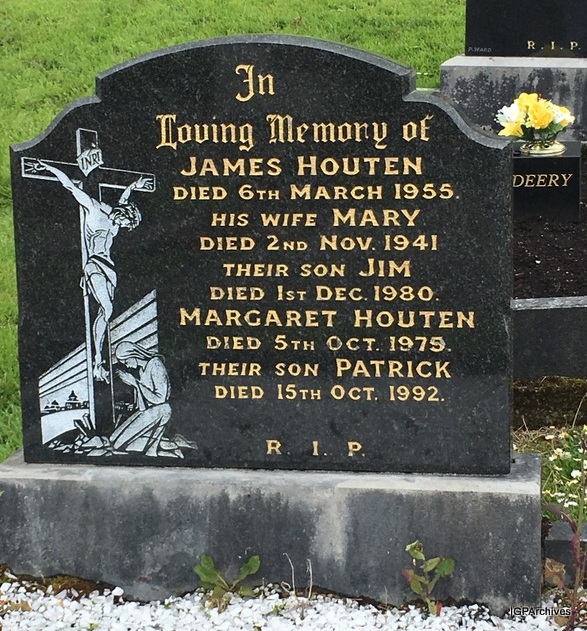 In
Loving Memory of
JAMES HOUTEN
DIED 6TH MARCH 1955.
HIS WIFE MARY
DIED 2ND NOV. 1941
THEIR SON JIM
DIED 1ST DEC. 1980.
MARGARET HOUTEN
DIED 5TH OCT. 1975.
THEIR SON PATRICK
DIED 15TH OCT. 1992.
R. I. P.
INRI
P. WARD
R. I. P.
DEERY
IGPArchives